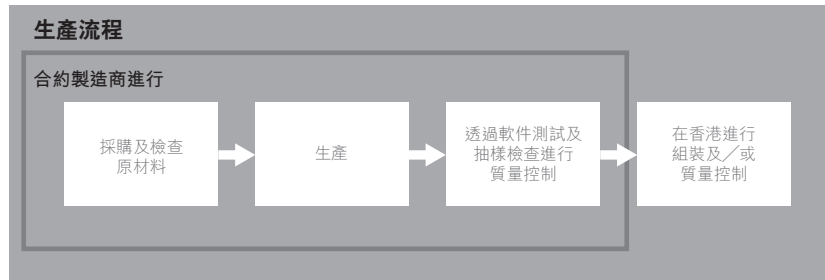 生產流程
合約製造商進行
採購及檢查
原材料
生產
透過軟件測試及
抽樣檢查進行
質量控制
在香港進行
組裝及╱或
質量控制